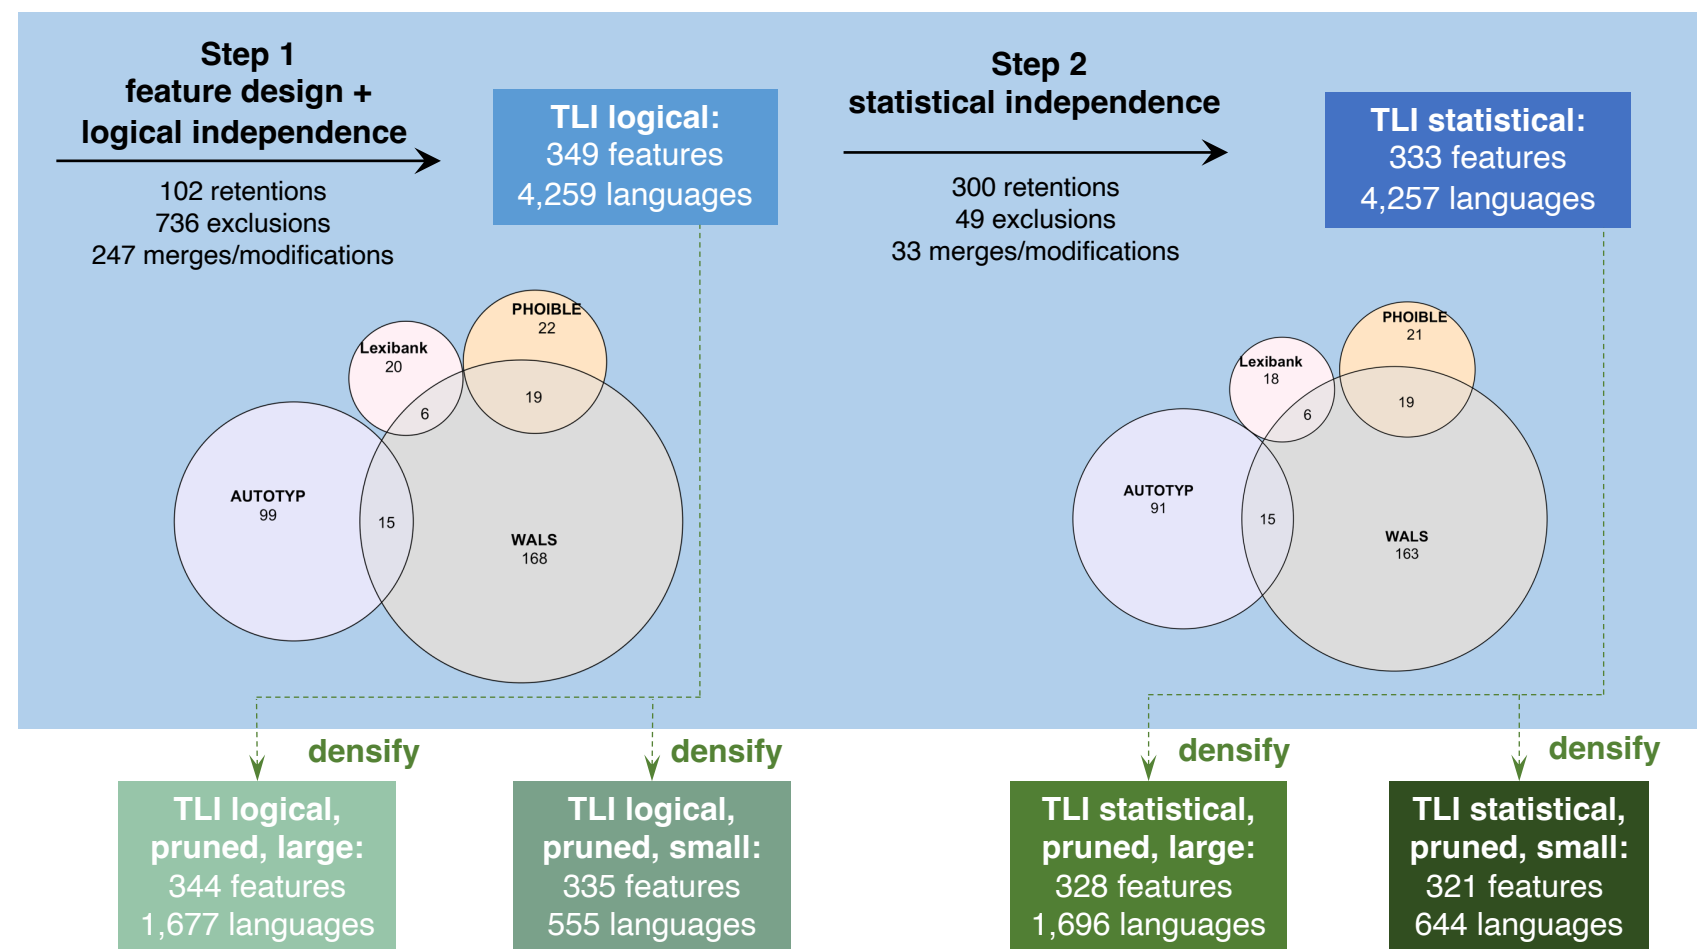 Step 1
feature design +
logical independence
102 retentions
736 exclusions
247 merges/modifications
TLI logical:
349 features
4,259 languages
Step 2
statistical independence
300 retentions
49 exclusions
33 merges/modifications
TLI statistical:
333 features
4,257 languages
PHOIBLE
22
Lexibank
20
19
6
AUTOTYP
99
15
WALS
168
PHOIBLE
21
Lexibank
18
19
6
AUTOTYP
91
15
WALS
163
densify
densify
densify
densify
TLI logical,
pruned, large:
344 features
1,677 languages
TLI logical,
pruned, small:
335 features
555 languages
TLI statistical,
pruned, large:
328 features
1,696 languages
TLI statistical,
pruned, small:
321 features
644 languages